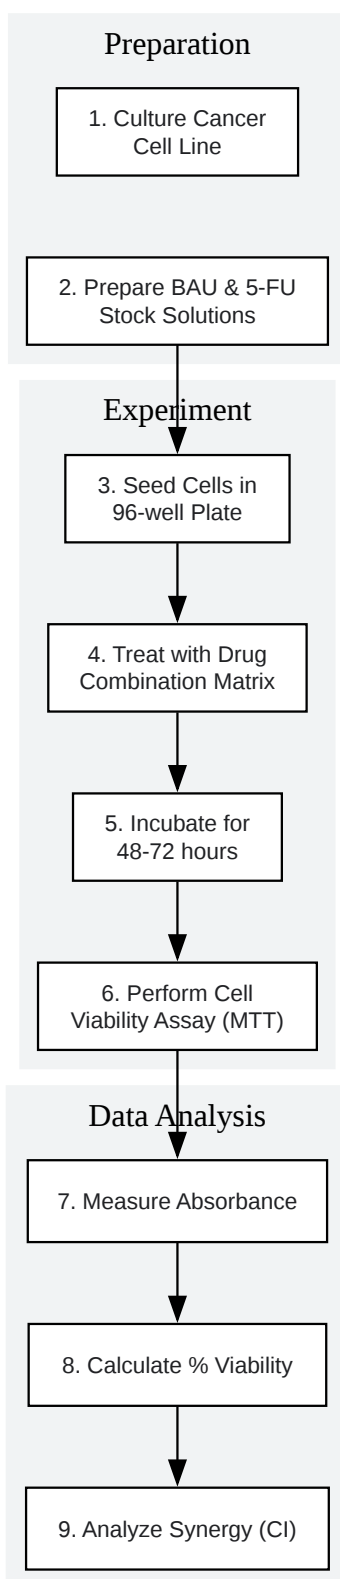 Preparation
1. Culture Cancer
Cell Line
2. Prepare BAU & 5-FU
Stock Solutions
Experiment
3. Seed Cells in
96-well Plate
4. Treat with Drug
Combination Matrix
5. Incubate for
48-72 hours
6. Perform Cell
Viability Assay (MTT)
Data Analysis
7. Measure Absorbance
8. Calculate % Viability
9. Analyze Synergy (CI)